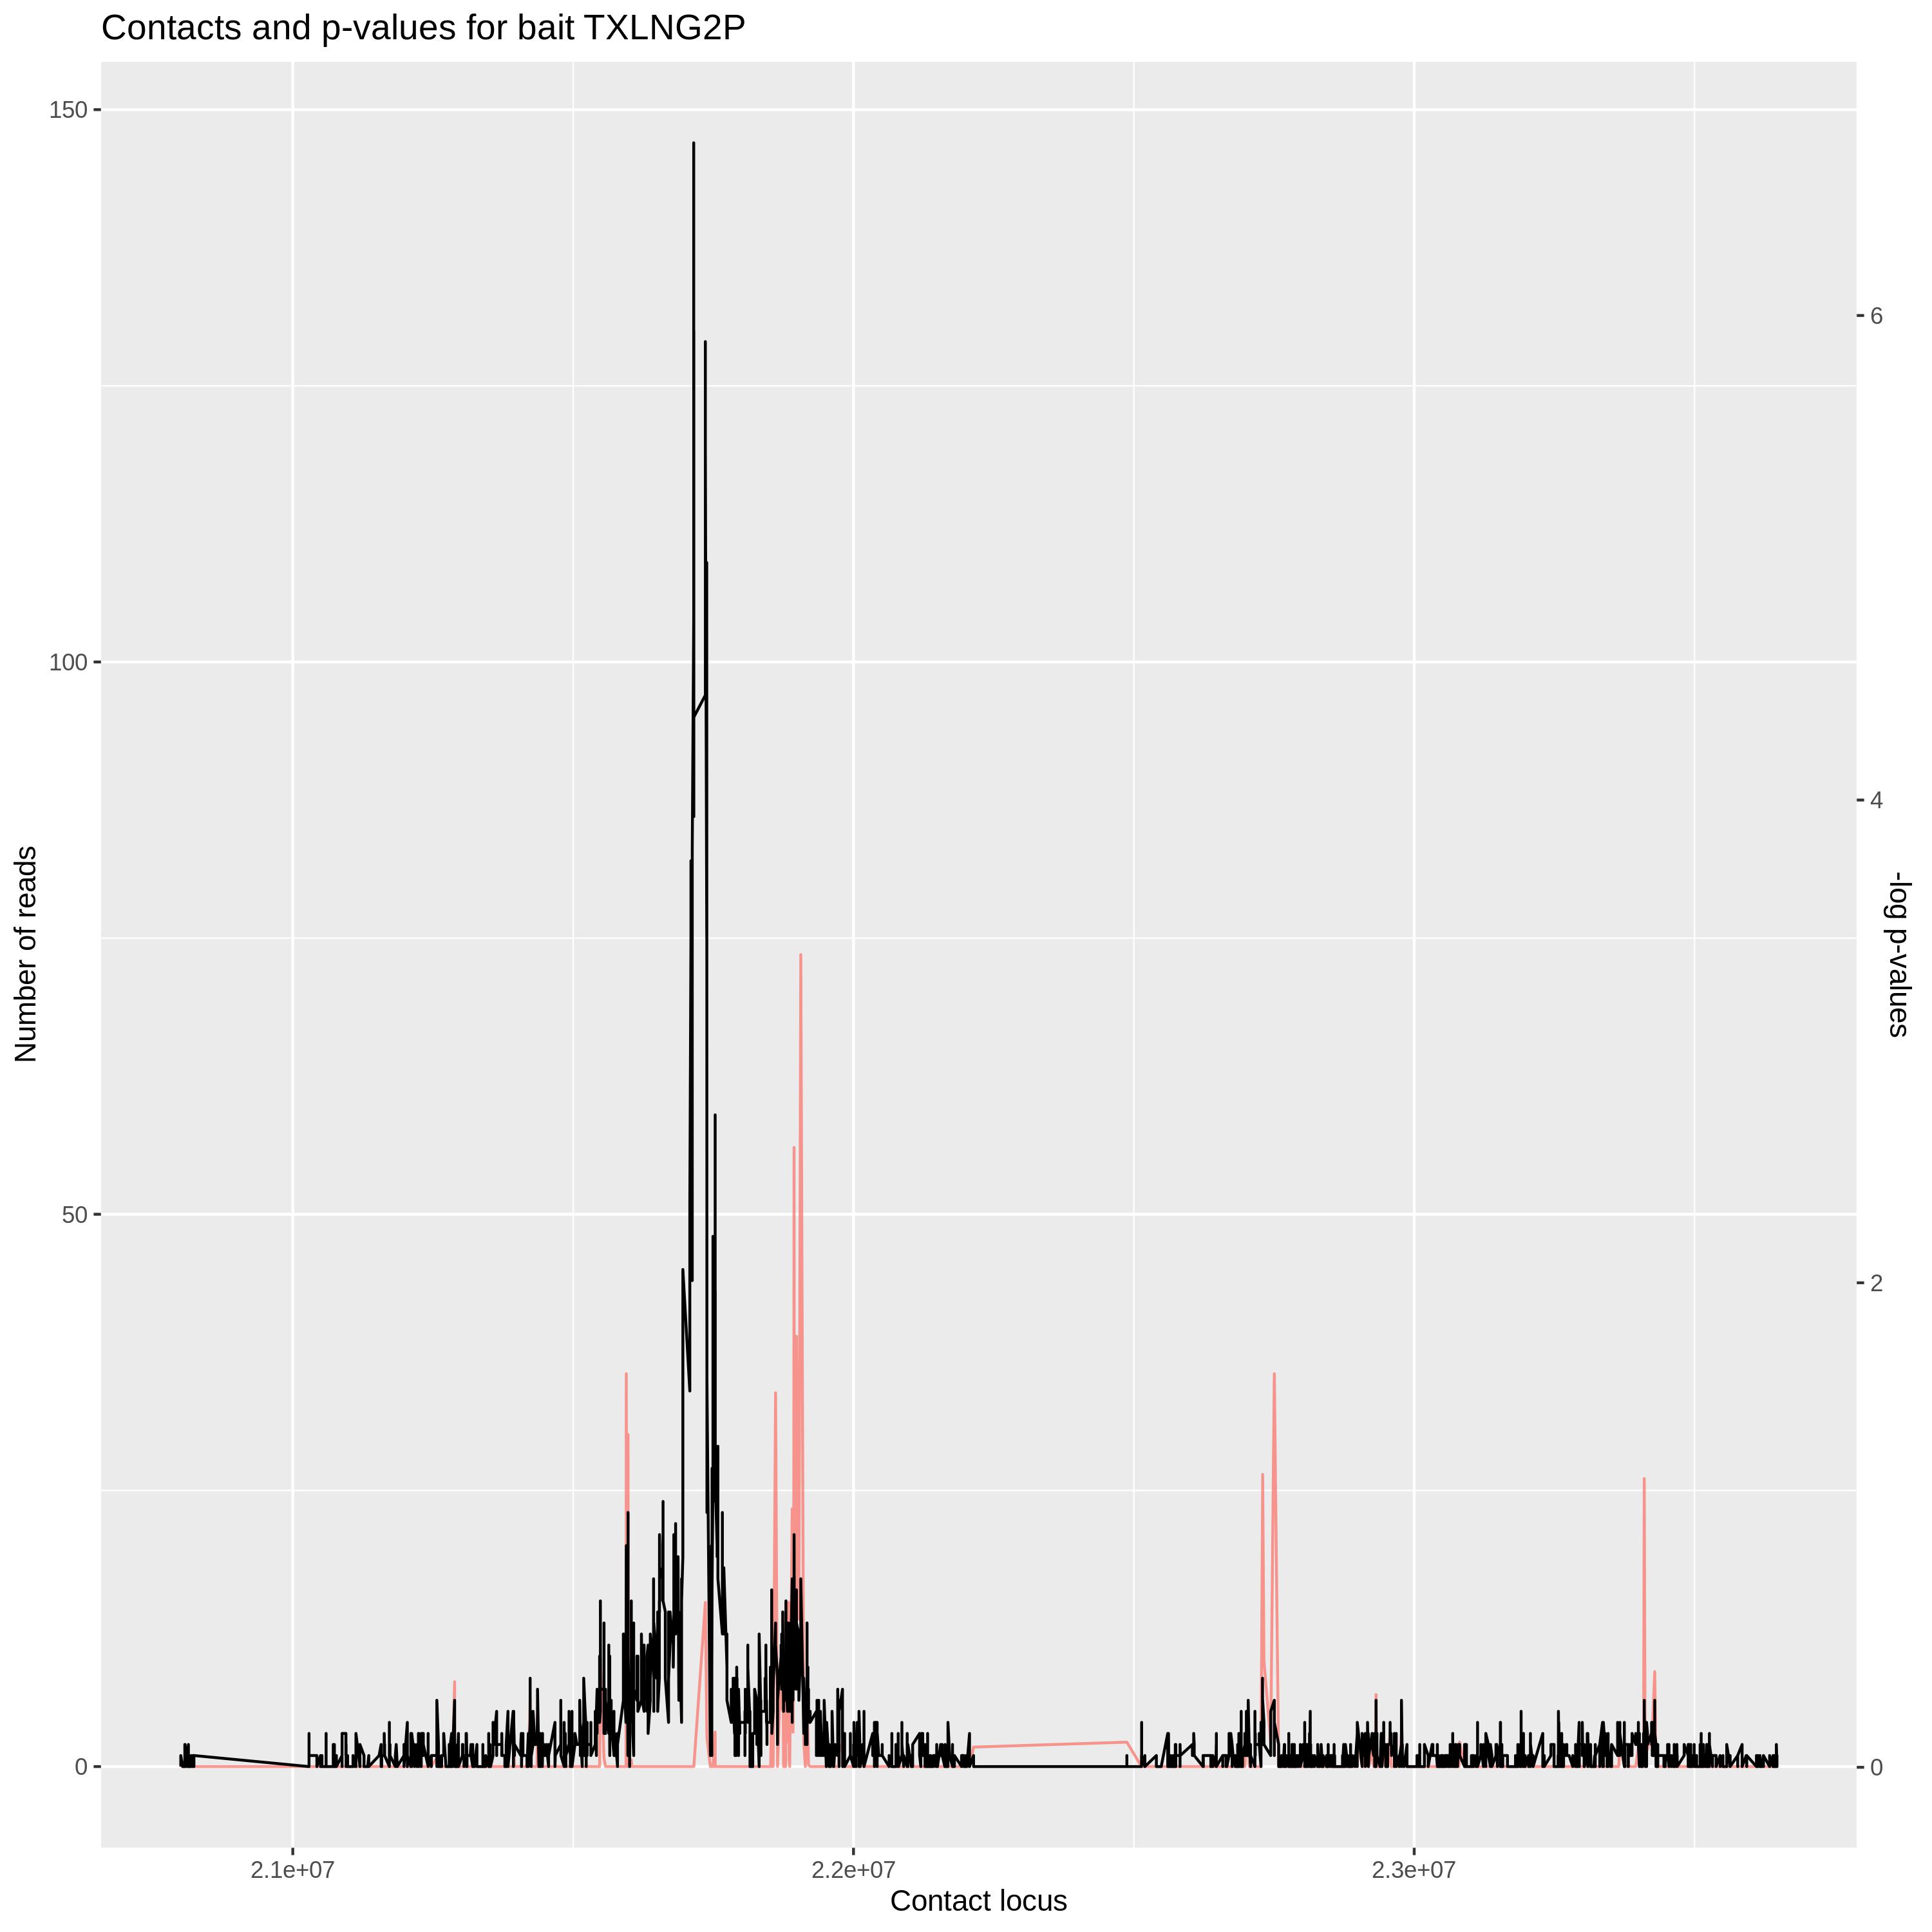 Contacts and p-values for bait TXLNG2P
150
100
50
0
Number of reads
6
4
2
0
-log p-values
2.1e+07
2.2e+07
2.3e+07
Contact locus